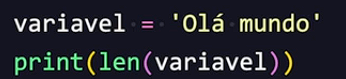 variavel = 'Olá mundo'
print(len(variavel))